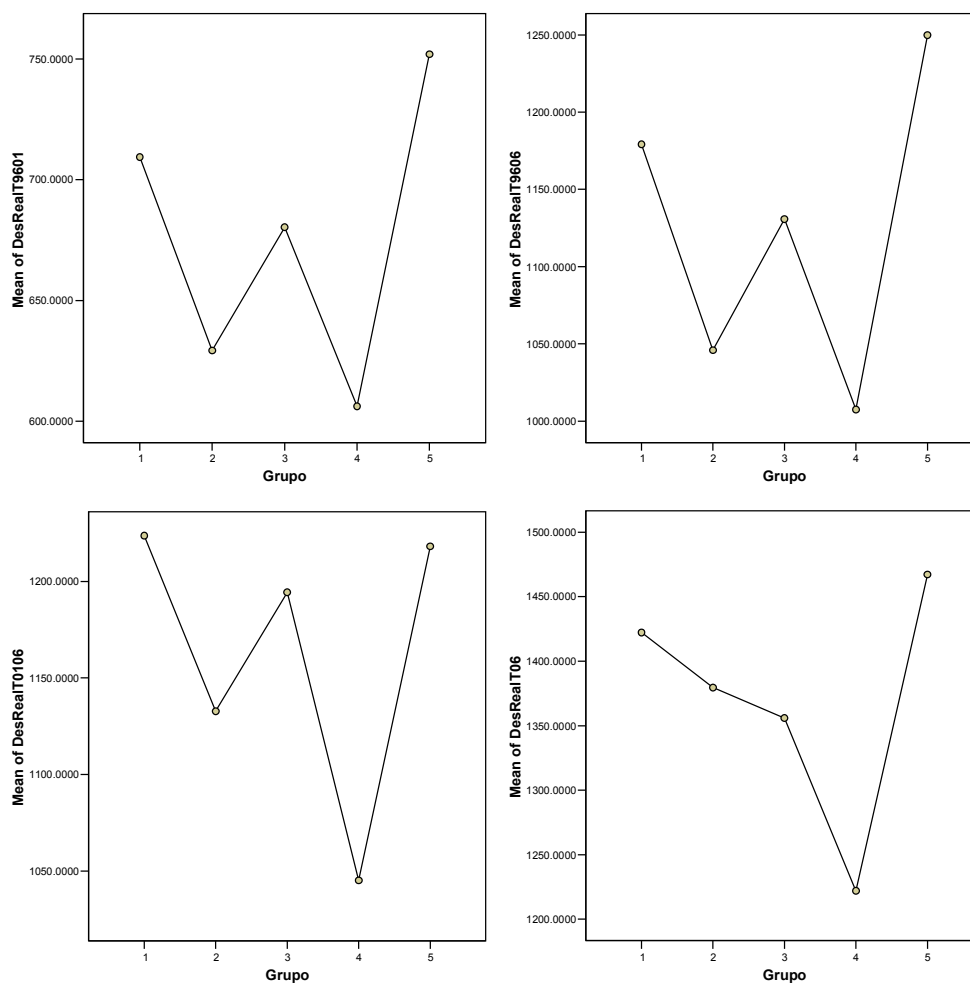 Mean of DesRealT9601
750.0000
700.0000
650.0000
600.0000
1 2 3 4 5
Grupo
Mean of DesRealT9606
1250.0000
1200.0000
1150.0000
1100.0000
1050.0000
1000.0000
1 2 3 4 5
Grupo
Mean of DesRealT0106
1200.0000
1150.0000
1100.0000
1050.0000
1 2 3 4 5
Grupo
Mean of DesRealT06
1500.0000
1450.0000
1400.0000
1350.0000
1300.0000
1250.0000
1200.0000
1 2 3 4 5
Grupo